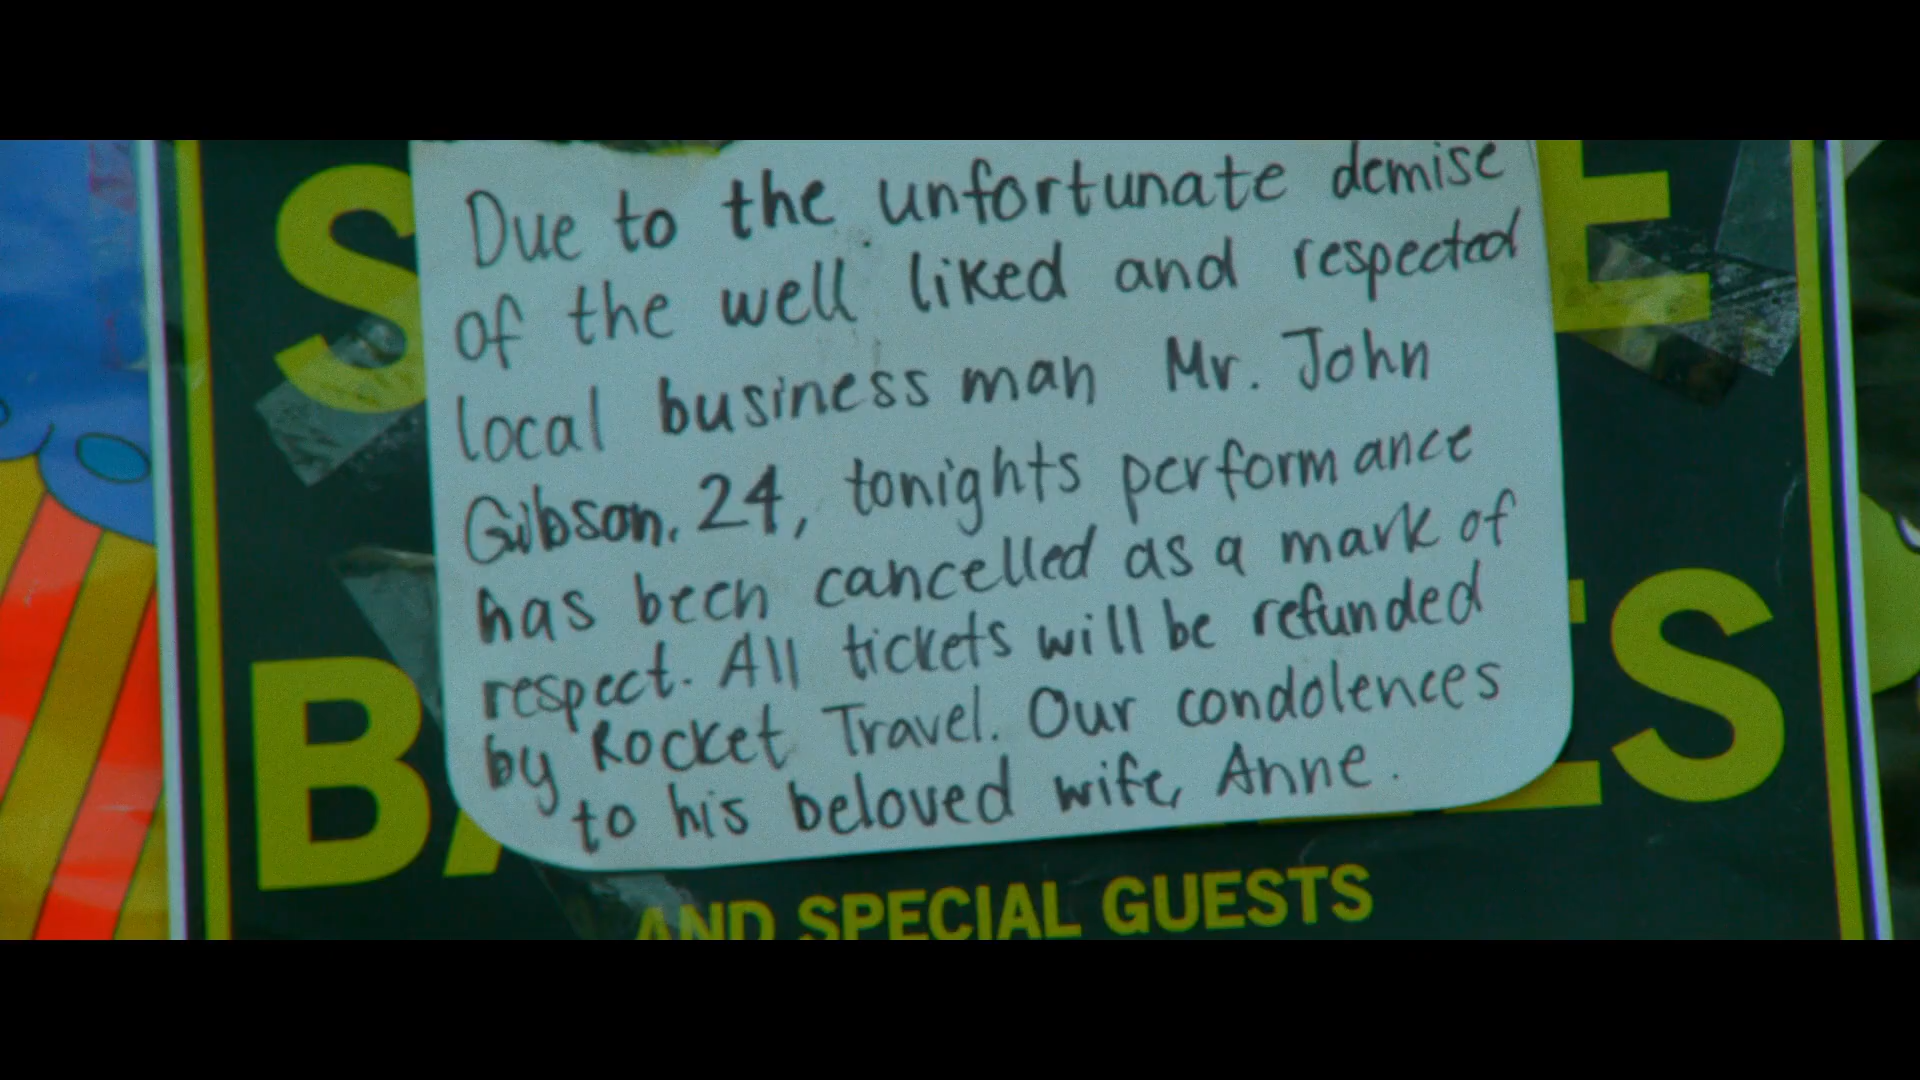 Due to the unfortunate demise
of the well liked and respected
local business man Mr. John
Gibson. 24, tonights performance
has been cancelled as a mark of
respect. All tickets will be refunded
by Rocket Travel. Our condolences
to his beloved wife, Anne.
AND SPECIAL GUESTS